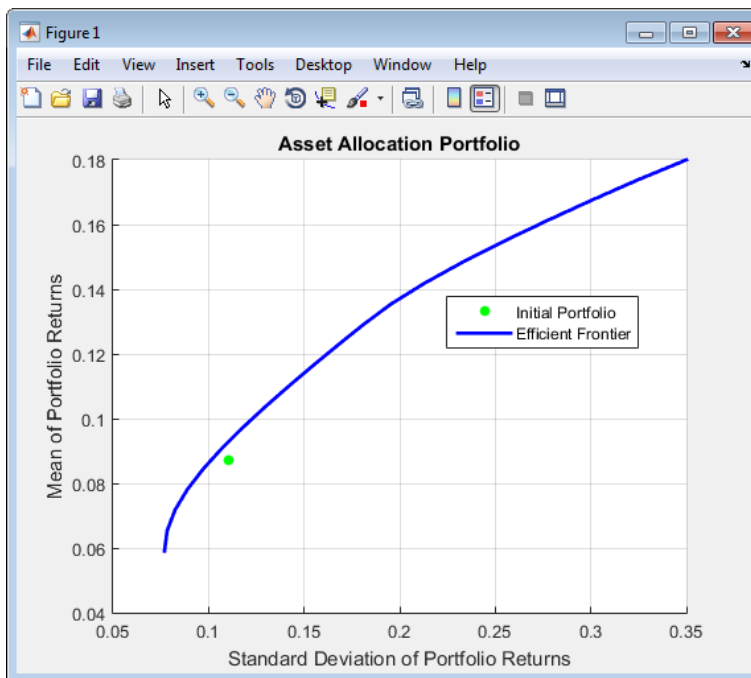 Figure 1
File Edit View Insert Tools Desktop Window Help
Asset Allocation Portfolio
0.18
0.16
0.14
0.12
0.1
0.08
0.06
0.04
Mean of Portfolio Returns
Initial Portfolio
Efficient Frontier
0.05 0.1 0.15 0.2 0.25 0.3 0.35
Standard Deviation of Portfolio Returns